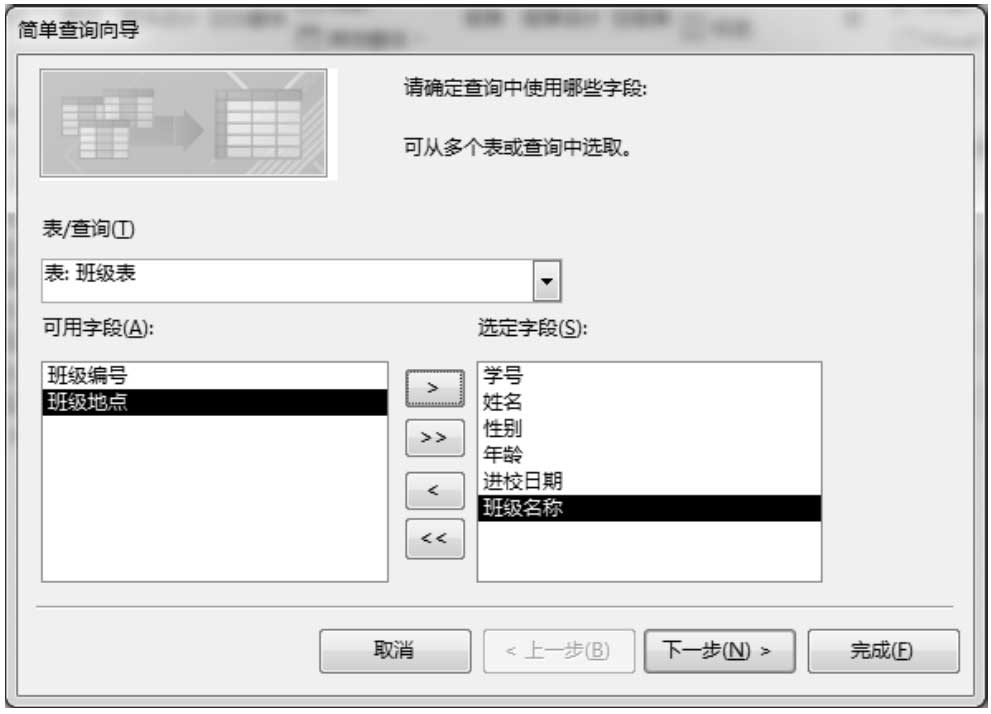 简单查询向导
请确定查询中使用哪些字段:
可从多个表或查询中选取。
表/查询(T)
表: 班级表
可用字段(A):
选定字段(S):
班级编号
班级地点
>
>>
<
<<
学号
姓名
性别
年龄
进校日期
班级名称
取消
< 上一步(B)
下一步(N) >
完成(F)